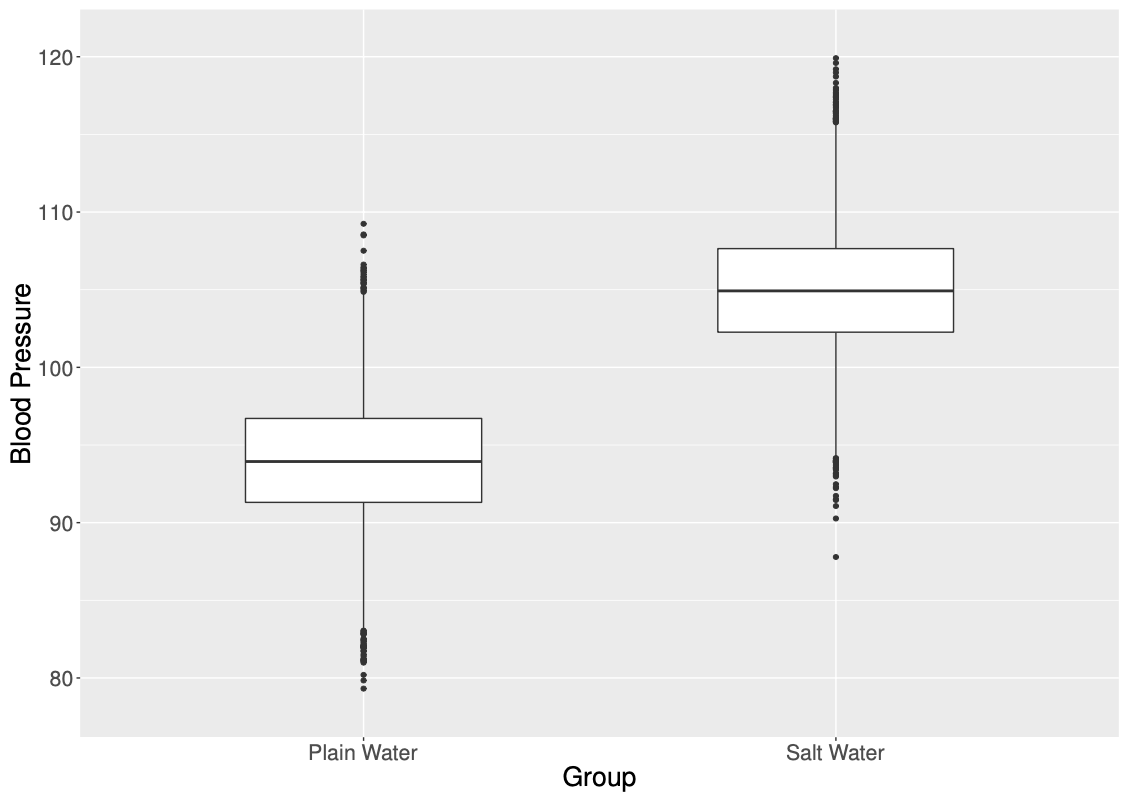 120
110
100
90
80
Blood Pressure
Plain Water
Salt Water
Group